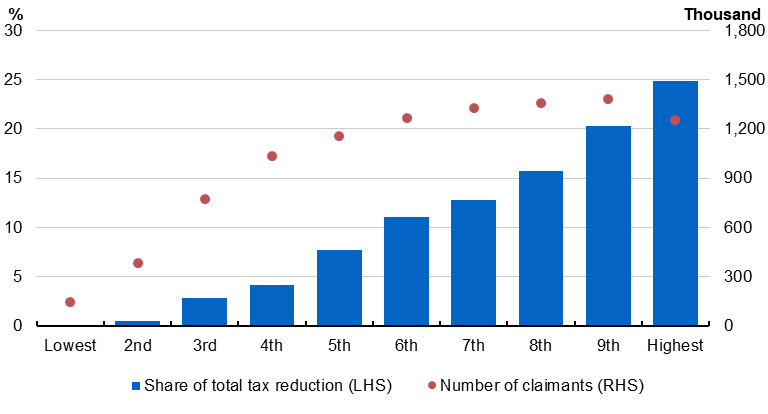 % Thousand
30 1,800
25 1,500
20 1,200
15 900
10 600
5 300
0 0
Lowest 2nd 3rd 4th 5th 6th 7th 8th 9th Highest
Share of total tax reduction (LHS) Number of claimants (RHS)